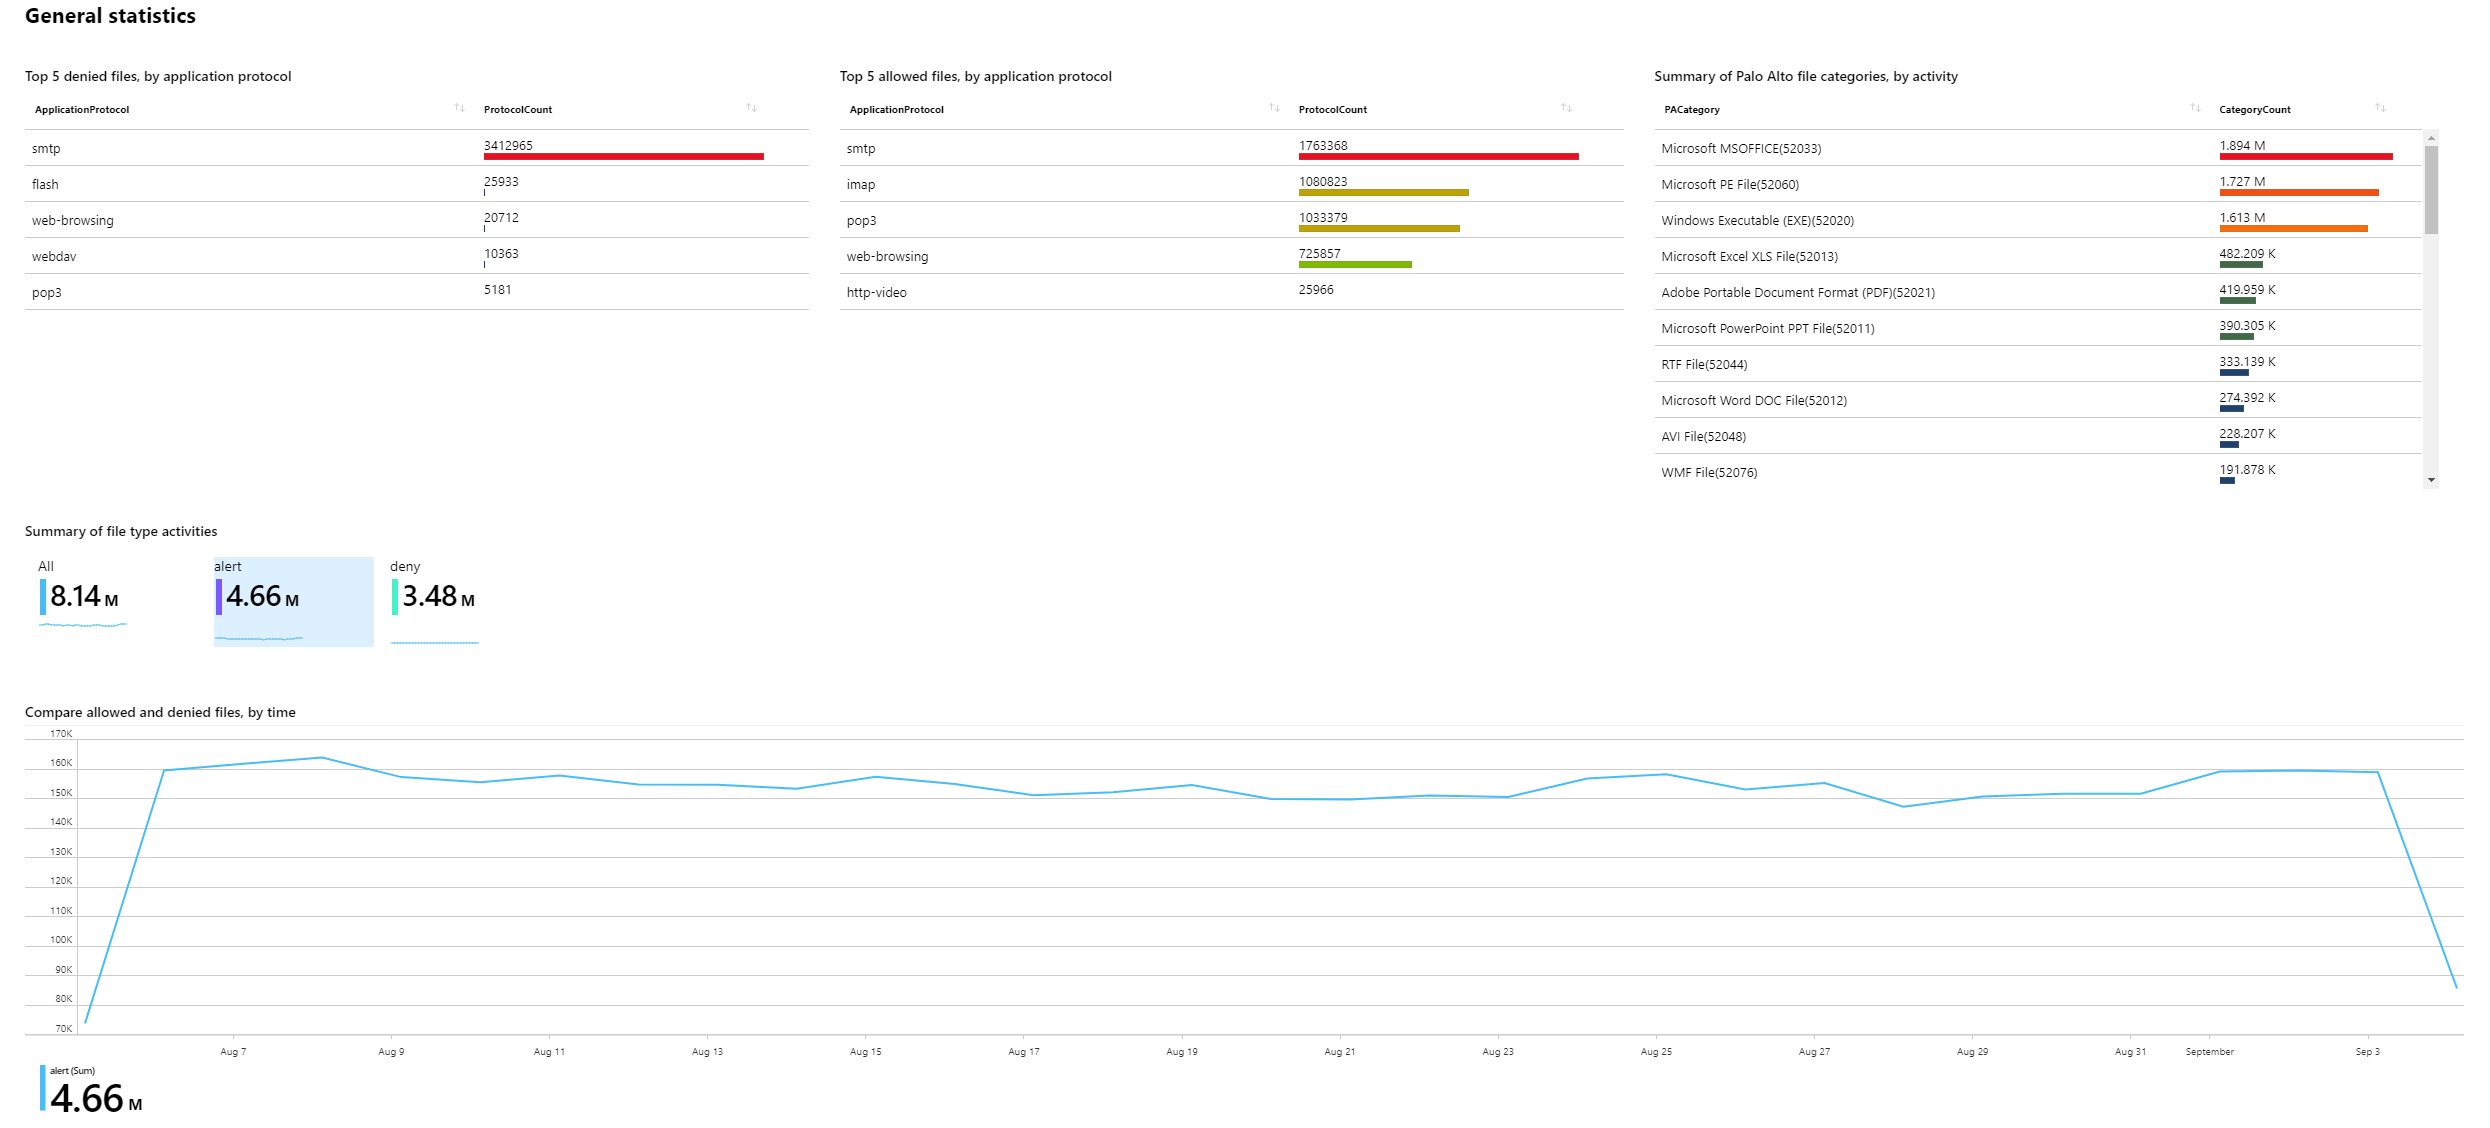 General statistics
Top 5 denied files, by application protocol
ApplicationProtocol ProtocolCount
smtp 3412965
flash 25933
web-browsing 20712
webdav 10363
pop3 5181
Top 5 allowed files, by application protocol
ApplicationProtocol ProtocolCount
smtp 1763368
imap 1080823
pop3 1033379
web-browsing 725857
http-video 25966
Summary of Palo Alto file categories, by activity
PACategory CategoryCount
Microsoft MSOFFICE(52033) 1.894 M
Microsoft PE File(52060) 1.727 M
Windows Executable (EXE)(52020) 1.613 M
Microsoft Excel XLS File(52013) 482.209 K
Adobe Portable Document Format (PDF)(52021) 419.959 K
Microsoft PowerPoint PPT File(52011) 390.305 K
RTF File(52044) 333.139 K
Microsoft Word DOC File(52012) 274.392 K
AVI File(52048) 228.207 K
WMF File(52076) 191.878 K
Summary of file type activities
All alert deny
8.14 M 4.66 M 3.48 M
Compare allowed and denied files, by time
170K
160K
150K
140K
130K
120K
110K
100K
90K
80K
70K
Aug 7 Aug 9 Aug 11 Aug 13 Aug 15 Aug 17 Aug 19 Aug 21 Aug 23 Aug 25 Aug 27 Aug 29 Aug 31 September Sep 3
alert (Sum)
4.66 M